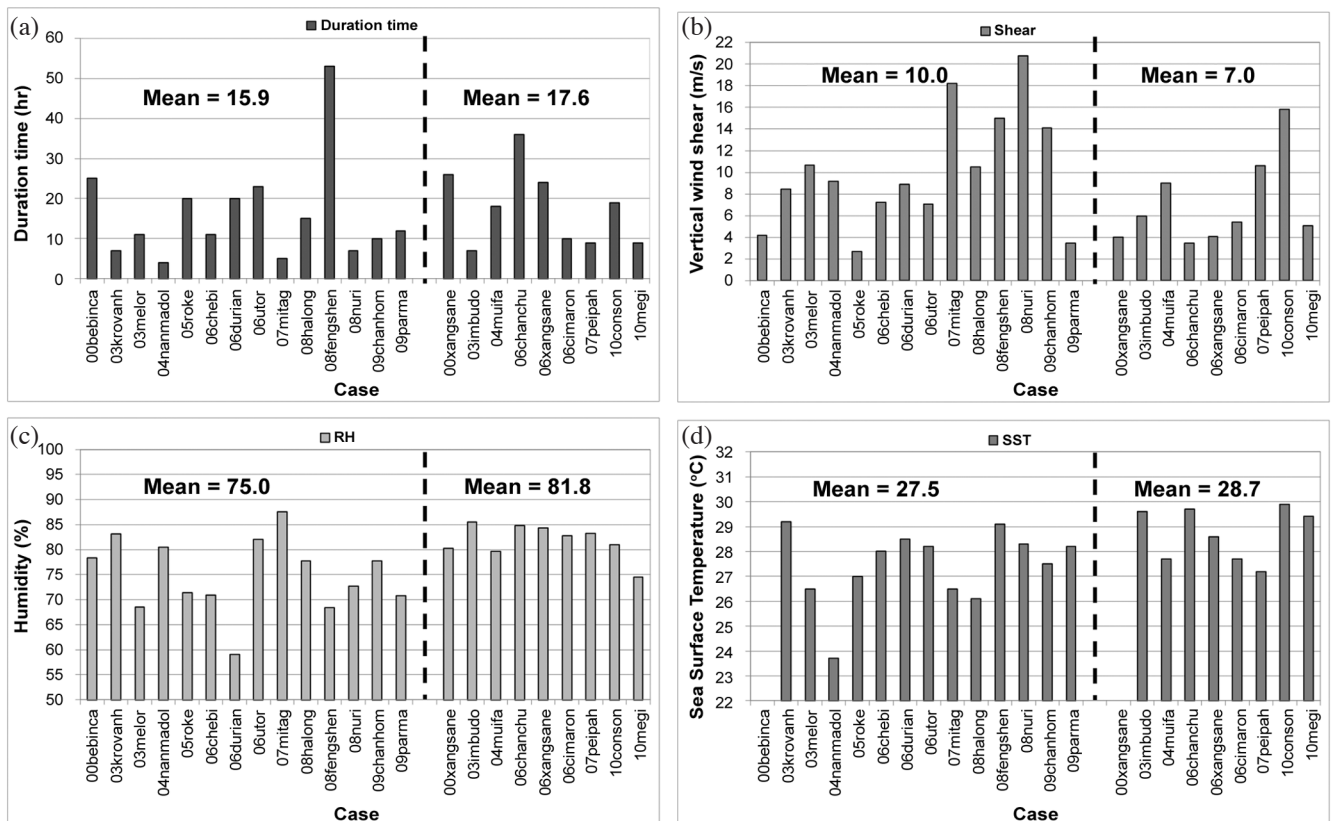 (a)
Duration time
60
50
40
30
20
10
0
Duration time (hr)
Mean = 15.9
Mean = 17.6
00bebinca
03krovanh
03melor
04nanmadol
05roke
06chebi
06durian
06utor
07mitag
08halong
08fengshen
08nuri
09chanhom
09parma
00xangsane
03imbudo
04muifa
06chanchu
06xangsane
06cimaron
07peipah
10conson
10megi
Case
(b)
Shear
22
20
18
16
14
12
10
8
6
4
2
0
Vertical wind shear (m/s)
Mean = 10.0
Mean = 7.0
00bebinca
03krovanh
03melor
04nanmadol
05roke
06chebi
06durian
06utor
07mitag
08halong
08fengshen
08nuri
09chanhom
09parma
00xangsane
03imbudo
04muifa
06chanchu
06xangsane
06cimaron
07peipah
10conson
10megi
Case
(c)
RH
100
95
90
85
80
75
70
65
60
55
50
Humidity (%)
Mean = 75.0
Mean = 81.8
00bebinca
03krovanh
03melor
04nanmadol
05roke
06chebi
06durian
06utor
07mitag
08halong
08fengshen
08nuri
09chanhom
09parma
00xangsane
03imbudo
04muifa
06chanchu
06xangsane
06cimaron
07peipah
10conson
10megi
Case
(d)
SST
32
31
30
29
28
27
26
25
24
23
22
Sea Surface Temperature (°C)
Mean = 27.5
Mean = 28.7
00bebinca
03krovanh
03melor
04nanmadol
05roke
06chebi
06durian
06utor
07mitag
08halong
08fengshen
08nuri
09chanhom
09parma
00xangsane
03imbudo
04muifa
06chanchu
06xangsane
06cimaron
07peipah
10conson
10megi
Case